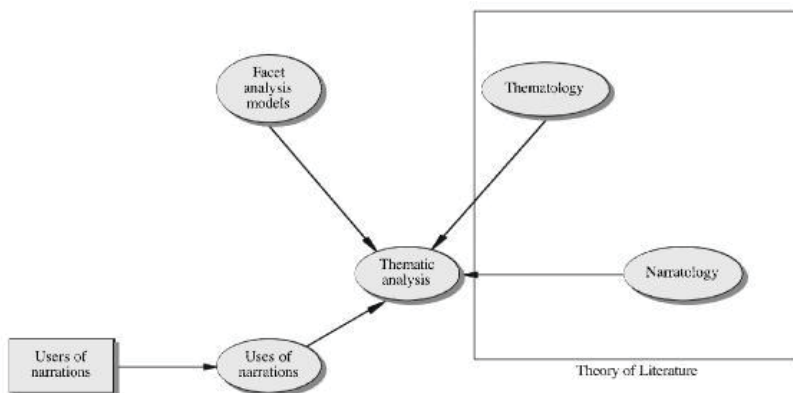 Facet
analysis
models
Thematology
Thematic
analysis
Narratology
Users of
narrations
Uses of
narrations
Theory of Literature